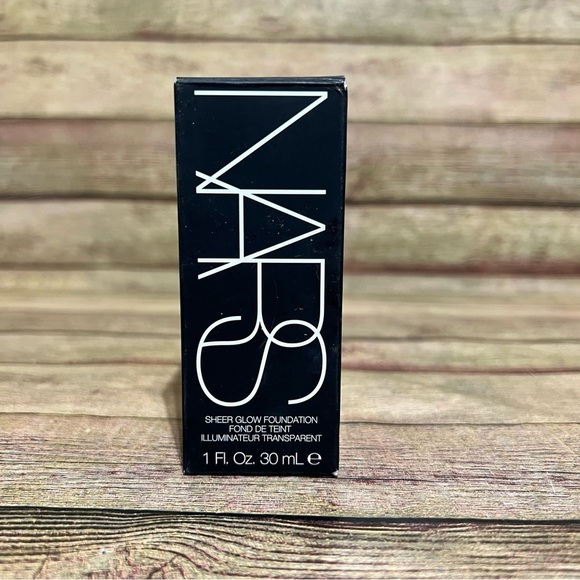 NARS
SHEER GLOW FOUNDATION
FOND DE TEINT
ILLUMINATEUR TRANSPARENT
1 Fl. Oz. 30 mL ℮